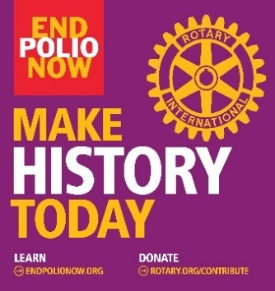 END
POLIO
NOW
ROTARY
INTERNATIONAL
MAKE
HISTORY
TODAY
LEARN
ENDPOLIONOW.ORG
DONATE
ROTARY.ORG/CONTRIBUTE